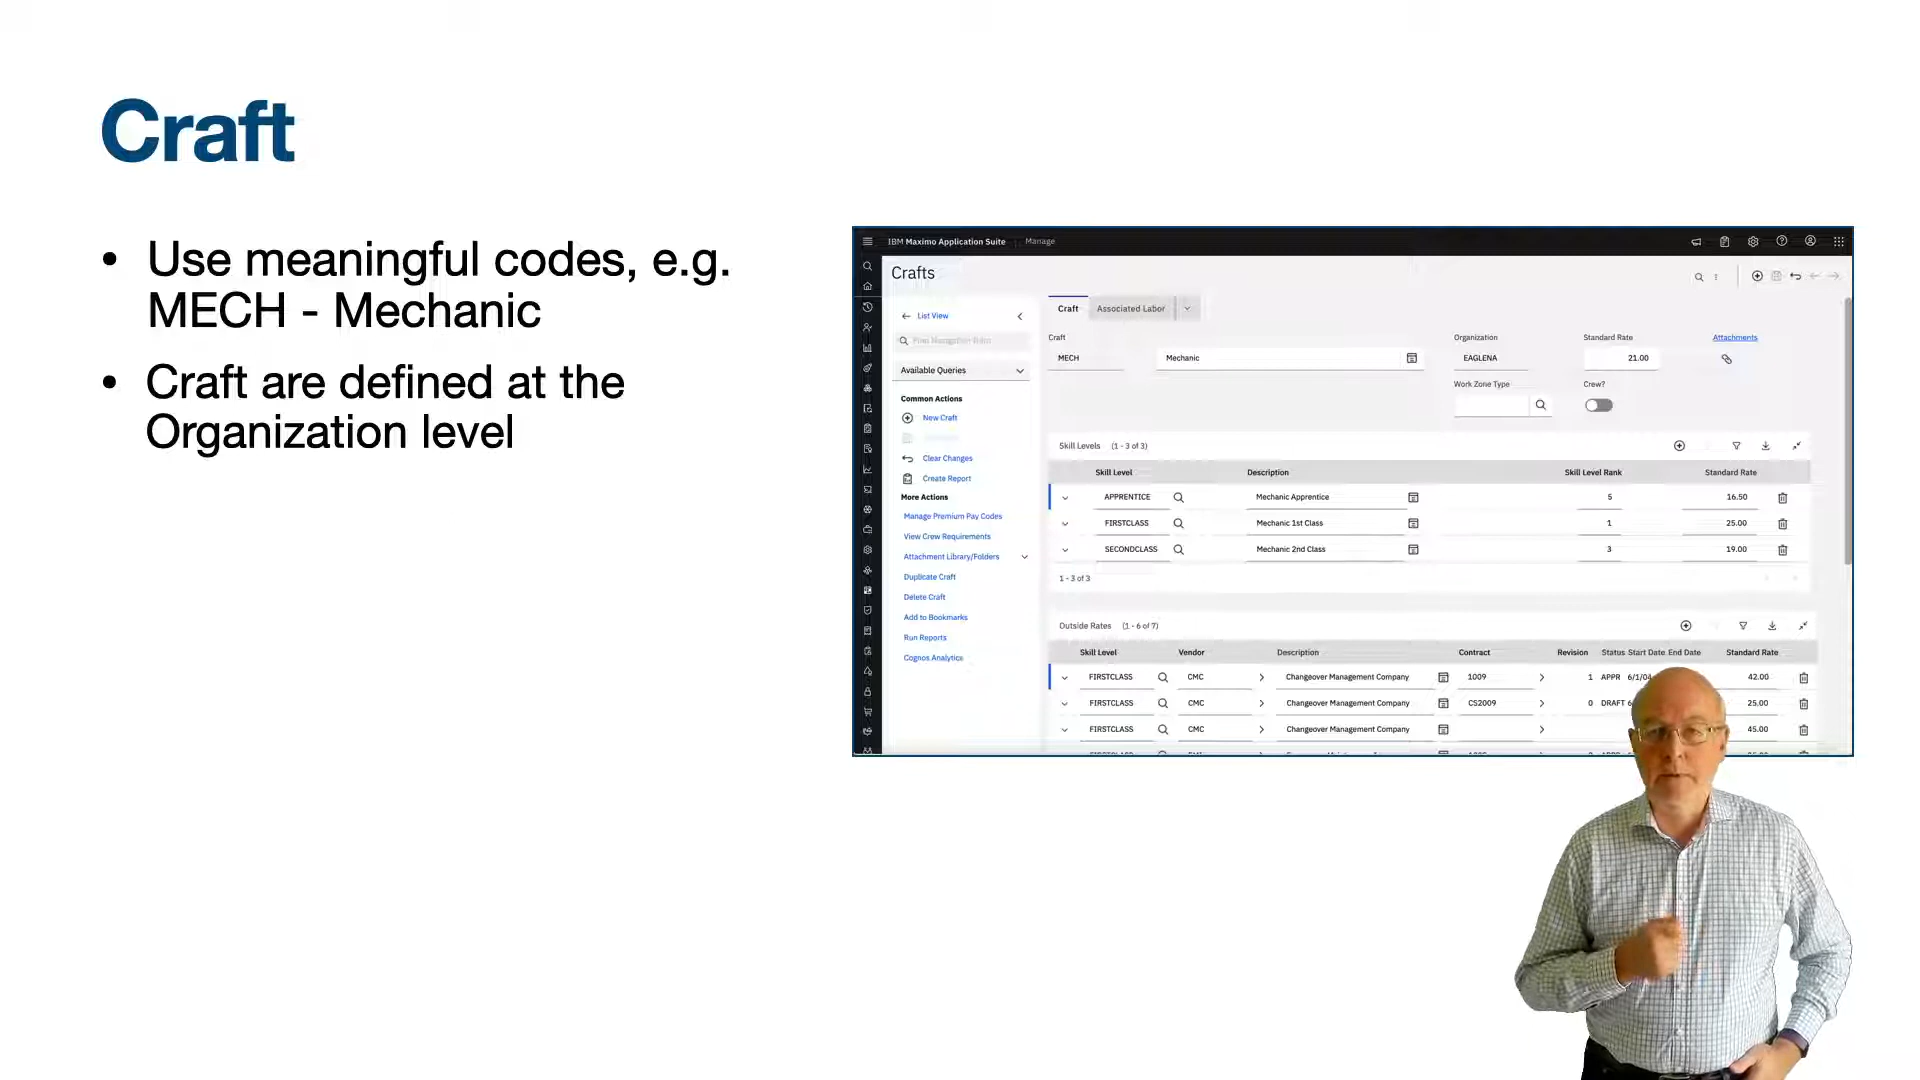 Craft
• Use meaningful codes, e.g.
MECH - Mechanic
• Craft are defined at the
Organization level
IBM Maximo Application Suite Manage
Crafts
List View
Available Queries
Common Actions
New Craft
Clear Changes
Create Report
More Actions
Manage Premium Pay Codes
View Crew Requirements
Attachment Library/Folders
Duplicate Craft
Delete Craft
Add to Bookmarks
Run Reports
Cognos Analytics
Craft Associated Labor
Craft Organization Standard Rate Attachments
MECH Mechanic EAGLENA 21.00
Work Zone Type Crew?
Skill Levels (1 - 3 of 3)
Skill Level Description Skill Level Rank Standard Rate
APPRENTICE Mechanic Apprentice 5 16.50
FIRSTCLASS Mechanic 1st Class 1 25.00
SECONDCLASS Mechanic 2nd Class 3 19.00
1 - 3 of 3
Outside Rates (1 - 6 of 7)
Skill Level Vendor Description Contract Revision Status Start Date End Date Standard Rate
FIRSTCLASS CMC Changeover Management Company 1009 1 APPR 6/1/04 42.00
FIRSTCLASS CMC Changeover Management Company CS2009 0 DRAFT 25.00
FIRSTCLASS CMC Changeover Management Company 45.00